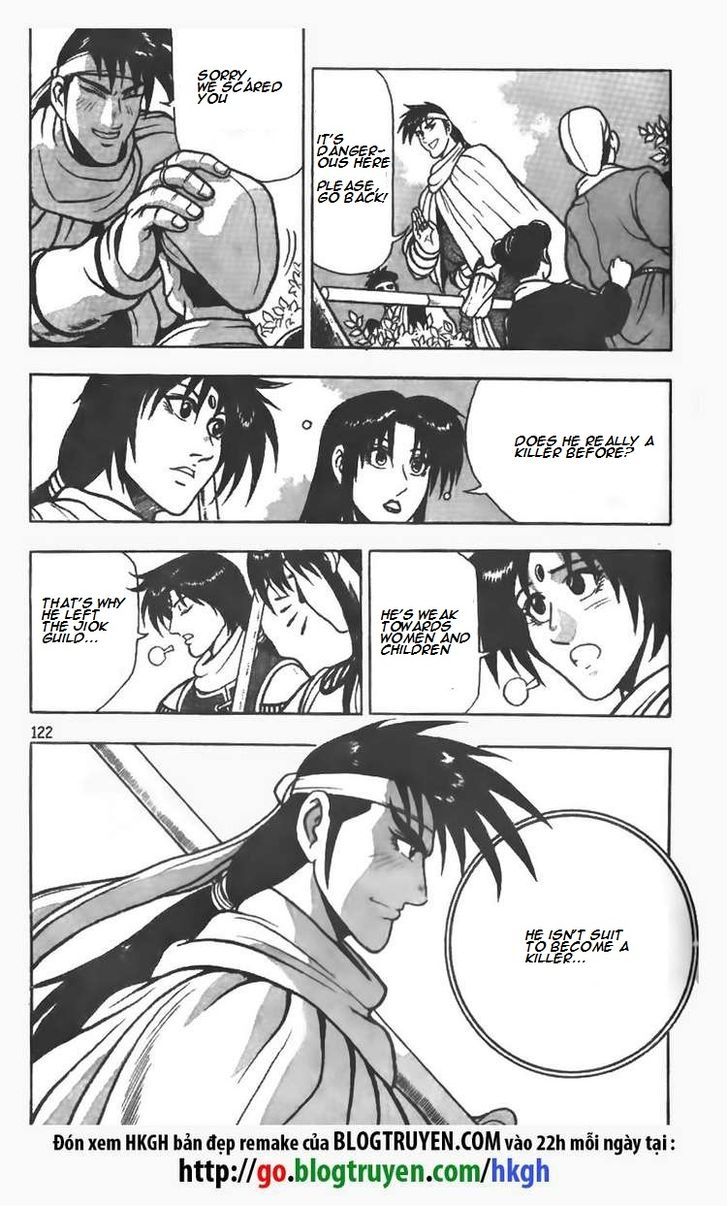 SORRY,
WE SCARED
YOU
IT'S
DANGER-
OUS HERE
PLEASE,
GO BACK!
DOES HE REALLY A
KILLER BEFORE?
THAT'S WHY
HE LEFT
THE JIOK
GUILD...
HE'S WEAK
TOWARDS
WOMEN AND
CHILDREN
122
HE ISN'T SUIT
TO BECOME A
KILLER...
Đón xem HKGH bản đẹp remake của BLOGTRUYEN.COM vào 22h mỗi ngày tại :
http://go.blogtruyen.com/hkgh